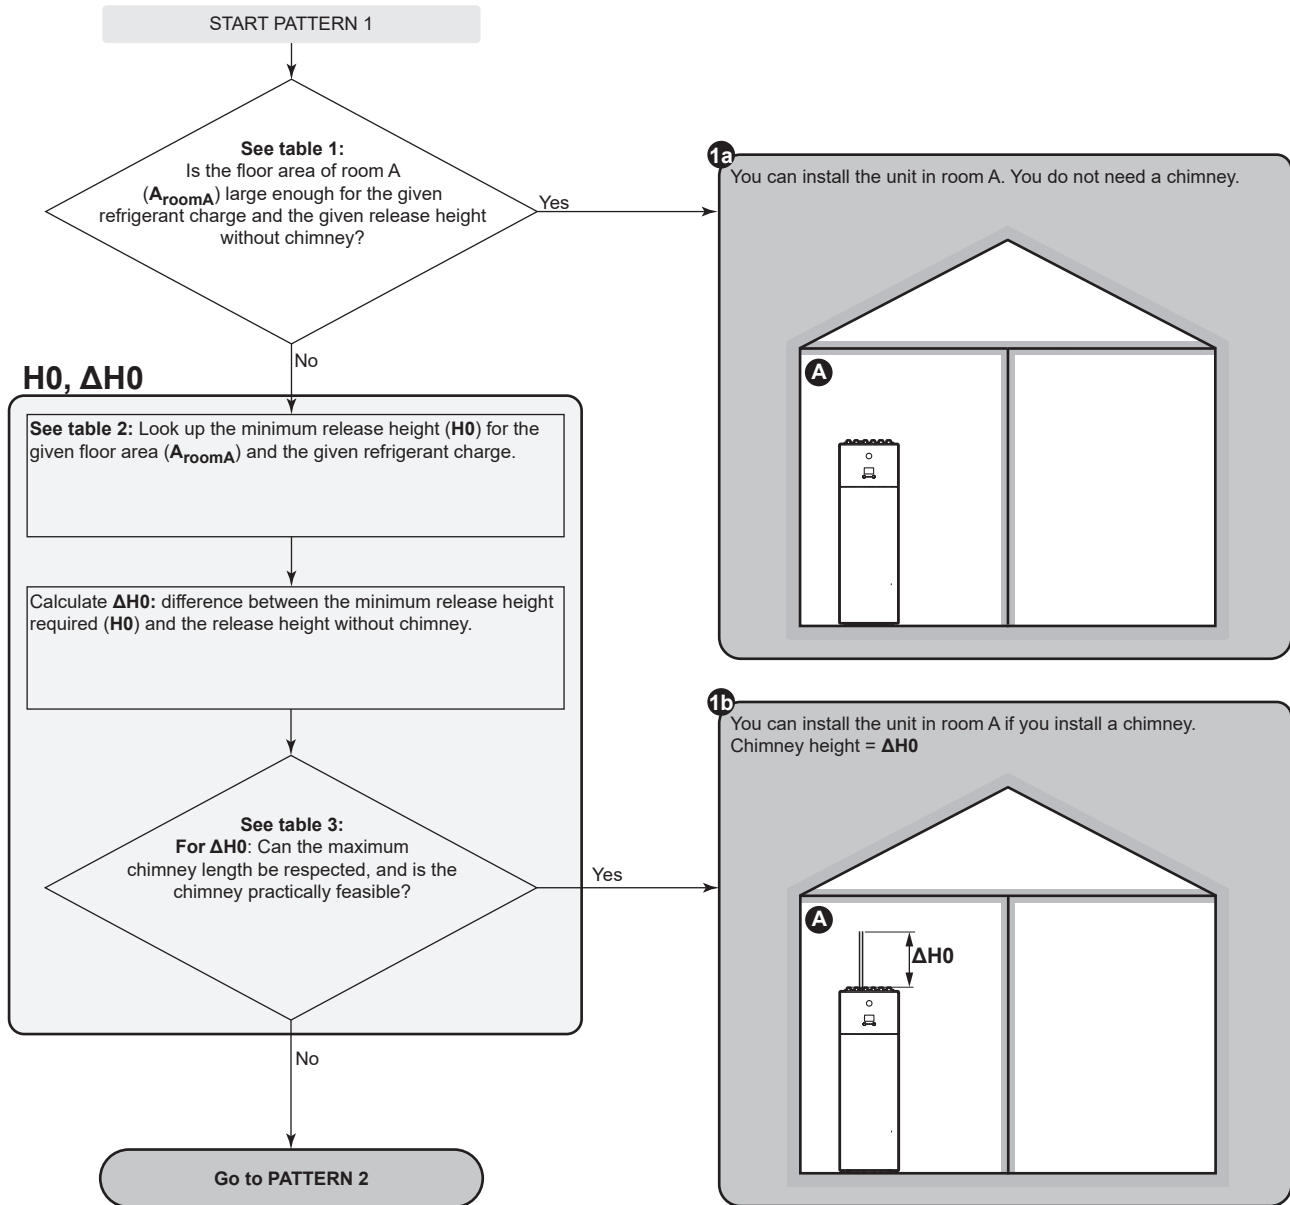 START PATTERN 1
See table 1:
Is the floor area of room A
(AroomA) large enough for the given
refrigerant charge and the given release height
without chimney?
Yes
1a
You can install the unit in room A. You do not need a chimney.
A
No
H0, ΔH0
See table 2: Look up the minimum release height (H0) for the
given floor area (AroomA) and the given refrigerant charge.
Calculate ΔH0: difference between the minimum release height
required (H0) and the release height without chimney.
See table 3:
For ΔH0: Can the maximum
chimney length be respected, and is the
chimney practically feasible?
Yes
1b
You can install the unit in room A if you install a chimney.
Chimney height = ΔH0
A
ΔH0
No
Go to PATTERN 2